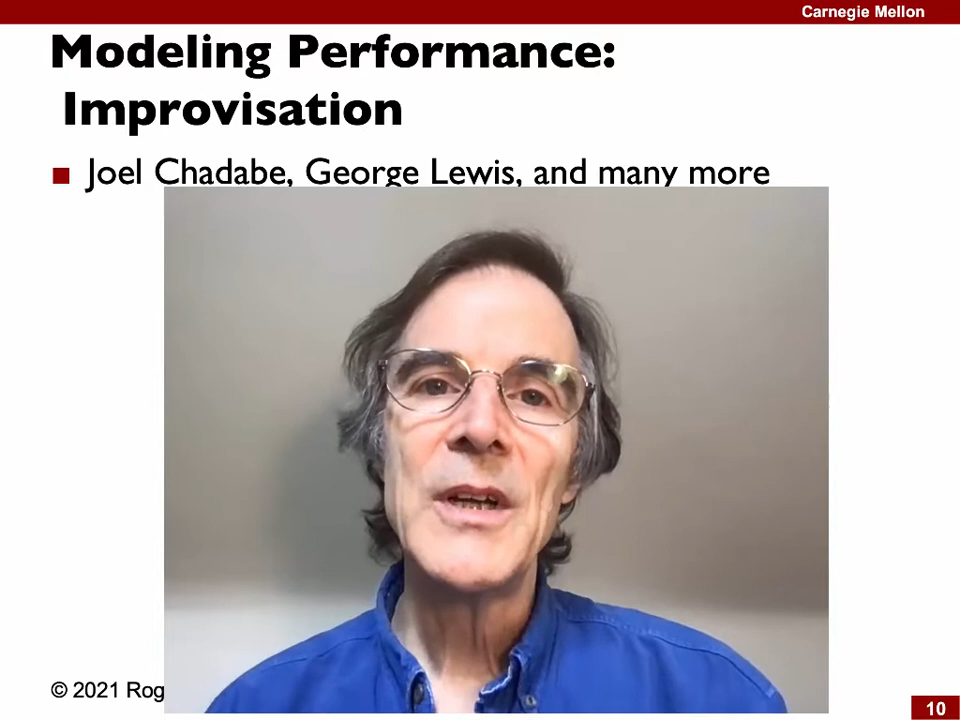 Carnegie Mellon
Modeling Performance:
Improvisation
■ Joel Chadabe, George Lewis, and many more
© 2021 Rog
10